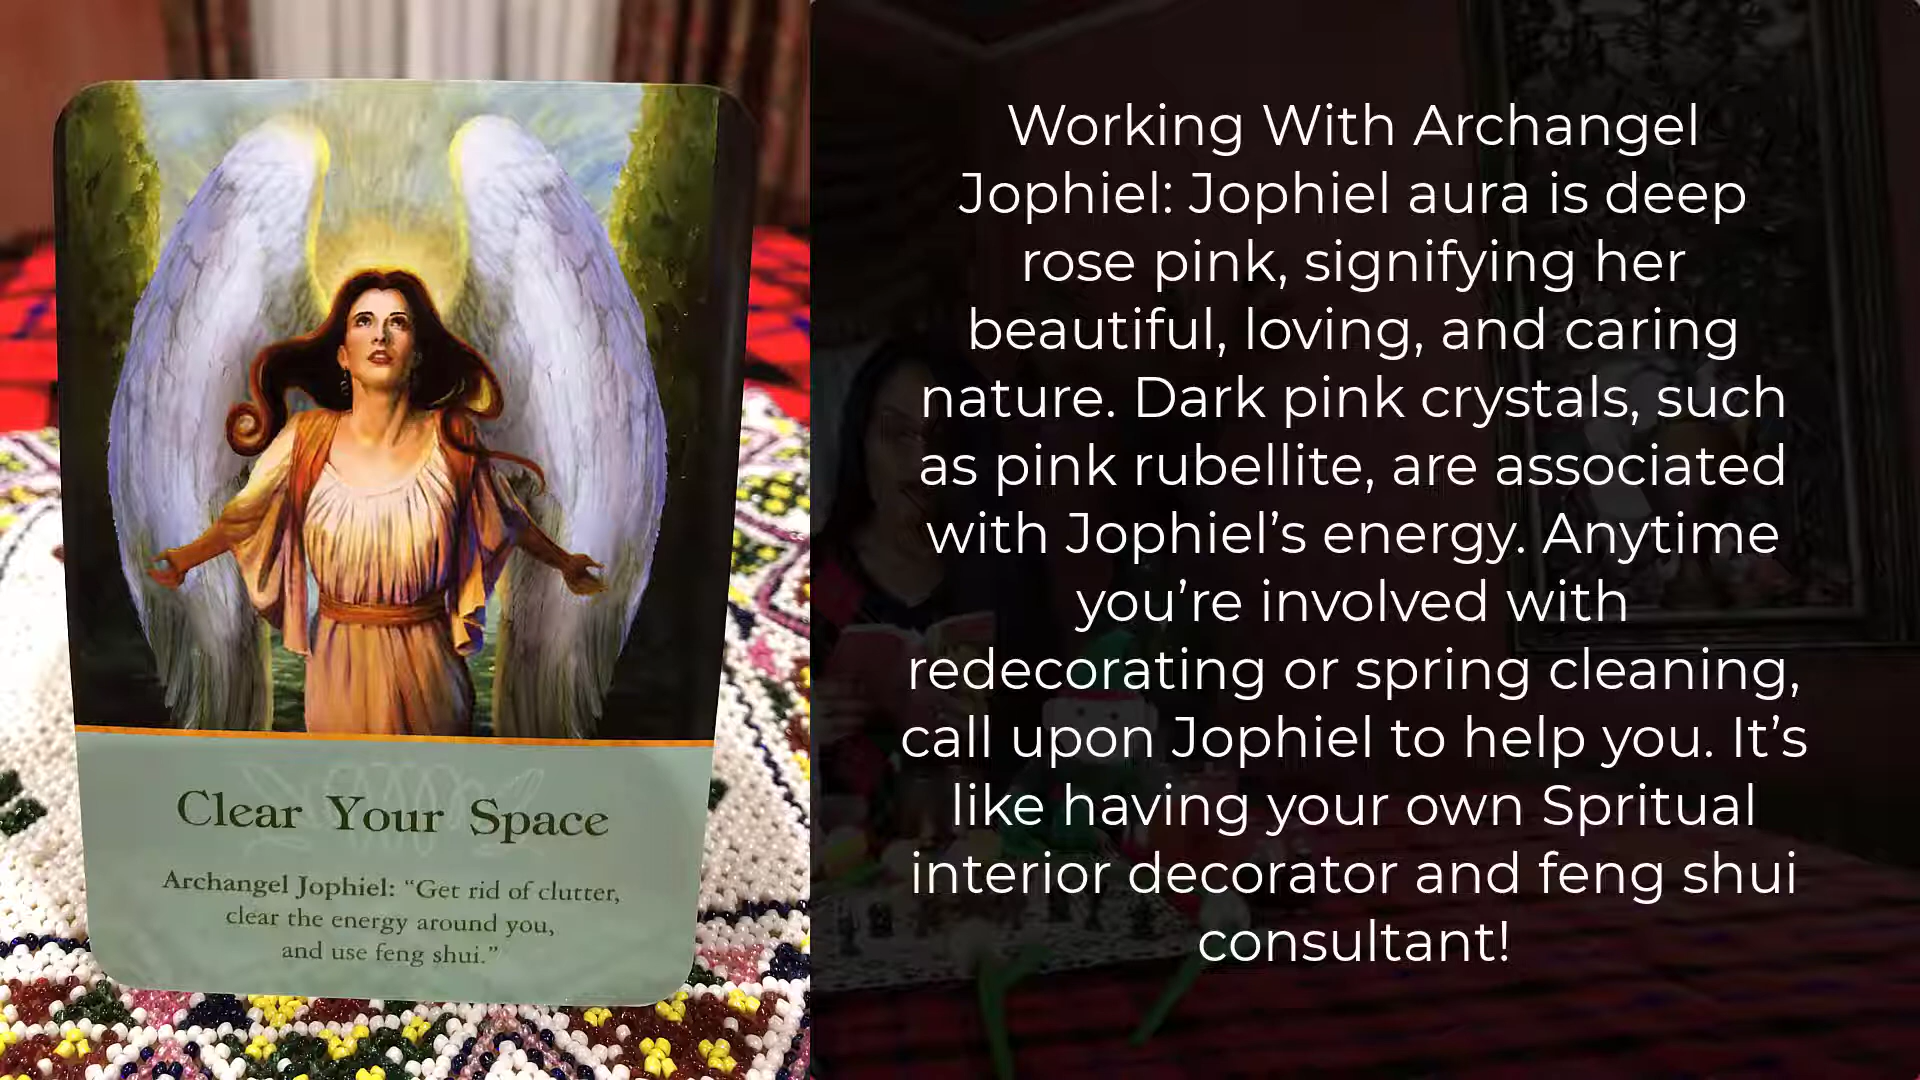 Clear Your Space
Archangel Jophiel: “Get rid of clutter,
clear the energy around you,
and use feng shui.”
Working With Archangel
Jophiel: Jophiel aura is deep
rose pink, signifying her
beautiful, loving, and caring
nature. Dark pink crystals, such
as pink rubellite, are associated
with Jophiel’s energy. Anytime
you’re involved with
redecorating or spring cleaning,
call upon Jophiel to help you. It’s
like having your own Spritual
interior decorator and feng shui
consultant!